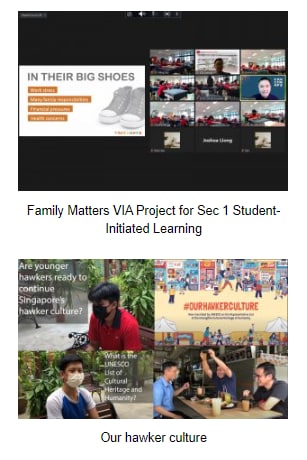 IN THEIR BIG SHOES
Work stress
Many family responsibilities
Financial pressures
Health concerns
Joshua Liong
Family Matters VIA Project for Sec 1 Student-
Initiated Learning
Are younger
hawkers ready to
continue
Singapore's
hawker culture?
#OURHAWKERCULTURE
What is the
UNESCO
List of
Cultural
Heritage and
Humanity?
Our hawker culture